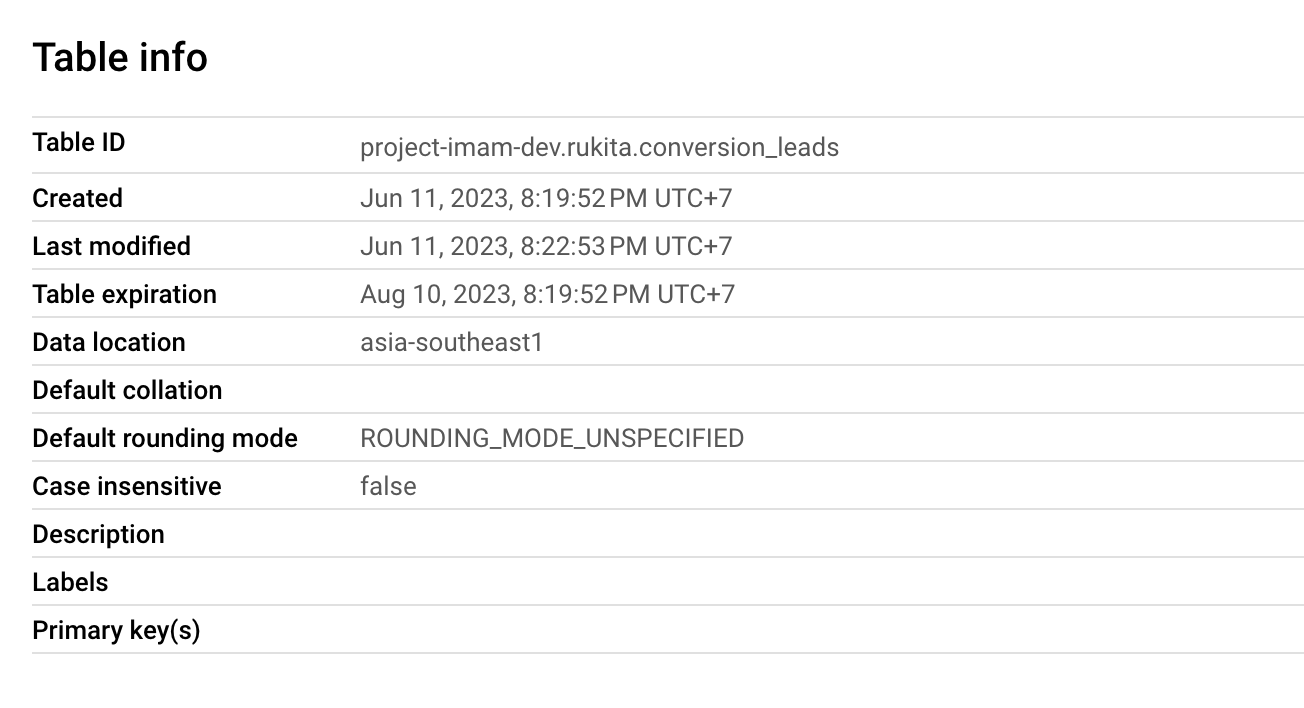 Table info
Table ID project-imam-dev.rukita.conversion_leads
Created Jun 11, 2023, 8:19:52 PM UTC+7
Last modified Jun 11, 2023, 8:22:53 PM UTC+7
Table expiration Aug 10, 2023, 8:19:52 PM UTC+7
Data location asia-southeast1
Default collation
Default rounding mode ROUNDING_MODE_UNSPECIFIED
Case insensitive false
Description
Labels
Primary key(s)